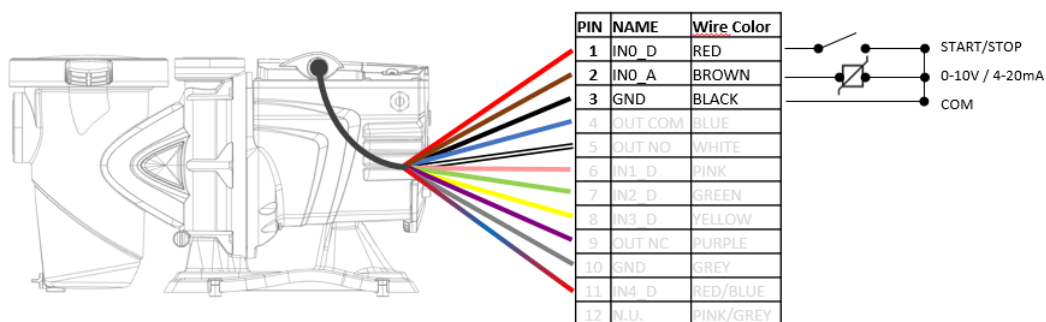 PIN NAME Wire Color
1 IN0_D RED
START/STOP
2 IN0_A BROWN
0-10V / 4-20mA
3 GND BLACK
COM
4 OUT COM BLUE
5 OUT NO WHITE
6 IN1_D PINK
7 IN2_D GREEN
8 IN3_D YELLOW
9 OUT NC PURPLE
10 GND GREY
11 IN4_D RED/BLUE
12 N.U. PINK/GREY